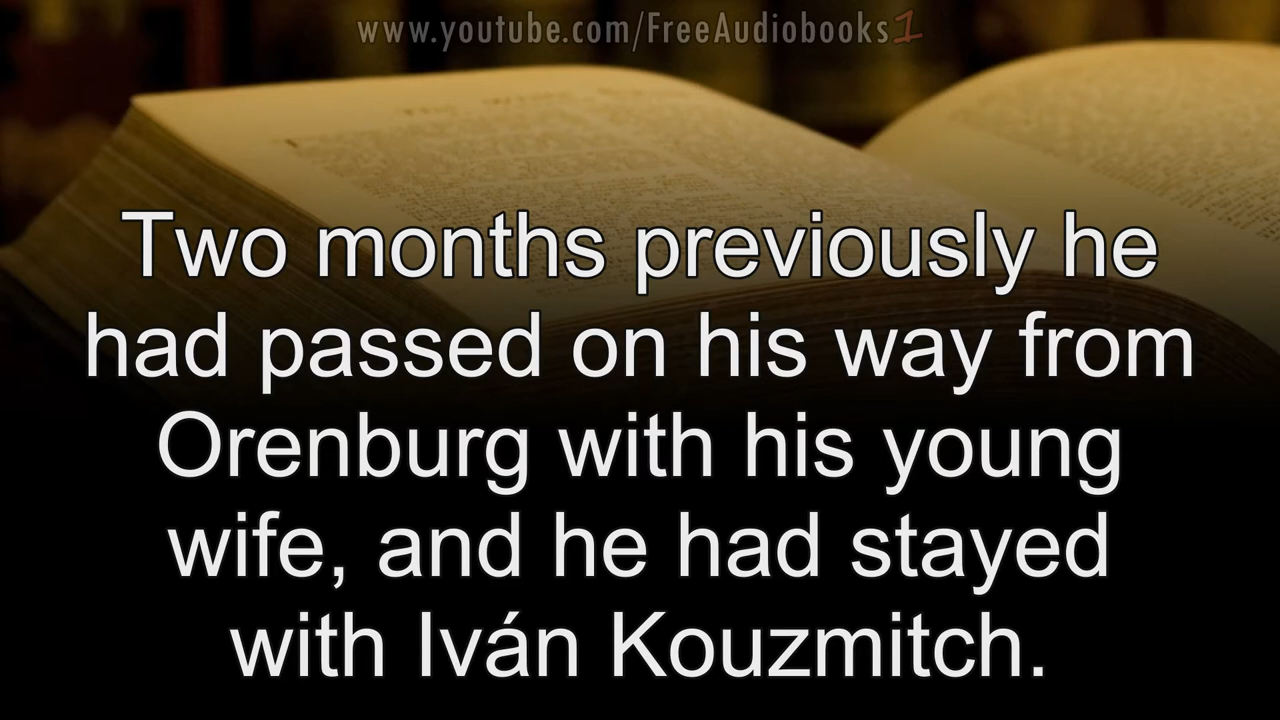 www.youtube.com/FreeAudiobooks1
Two months previously he
had passed on his way from
Orenburg with his young
wife, and he had stayed
with Iván Kouzmitch.